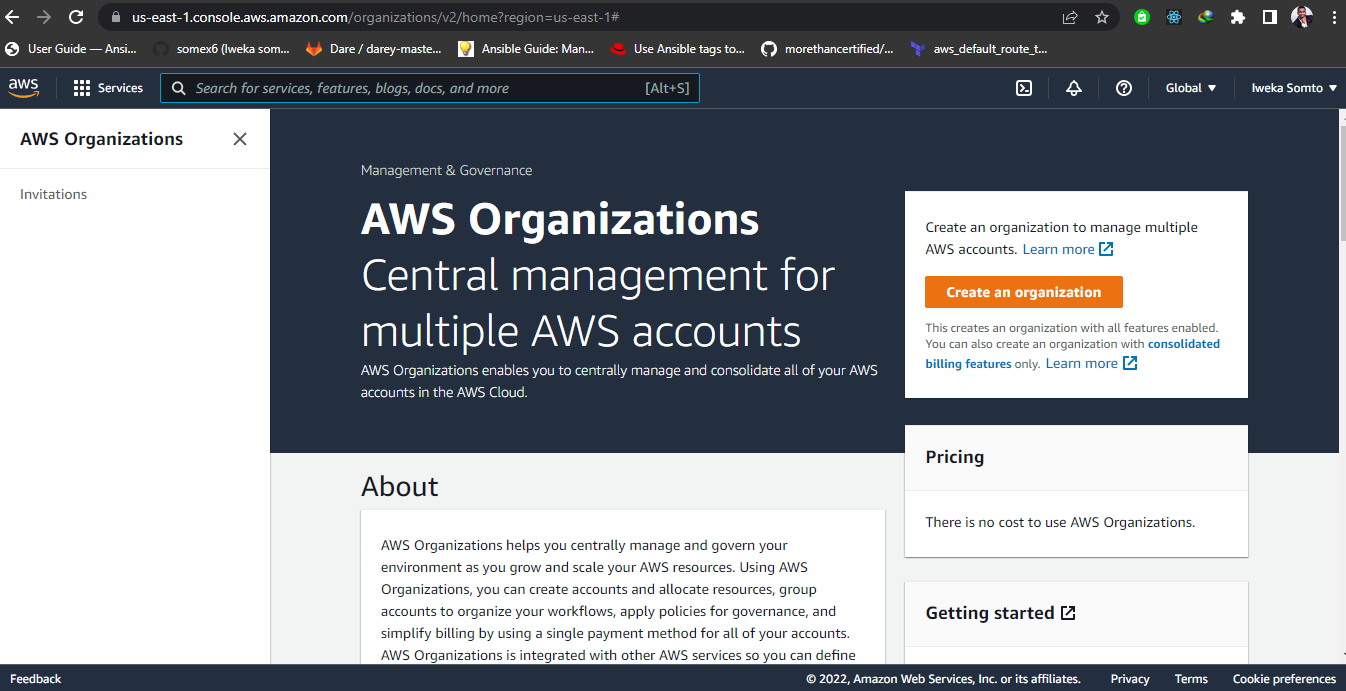 us-east-1.console.aws.amazon.com/organizations/v2/home?region=us-east-1#
User Guide — Ansi...
somex6 (Iweka som...
Dare / darey-maste...
Ansible Guide: Man...
Use Ansible tags to...
morethancertified/...
aws_default_route_t...
aws
Services
Search for services, features, blogs, docs, and more
[Alt+S]
Global
Iweka Somto
AWS Organizations
Invitations
Management & Governance
AWS Organizations
Central management for
multiple AWS accounts
AWS Organizations enables you to centrally manage and consolidate all of your AWS
accounts in the AWS Cloud.
Create an organization to manage multiple
AWS accounts. Learn more
Create an organization
This creates an organization with all features enabled.
You can also create an organization with consolidated
billing features only. Learn more
Pricing
There is no cost to use AWS Organizations.
Getting started
About
AWS Organizations helps you centrally manage and govern your
environment as you grow and scale your AWS resources. Using AWS
Organizations, you can create accounts and allocate resources, group
accounts to organize your workflows, apply policies for governance, and
simplify billing by using a single payment method for all of your accounts.
AWS Organizations is integrated with other AWS services so you can define
Feedback
© 2022, Amazon Web Services, Inc. or its affiliates.
Privacy
Terms
Cookie preferences